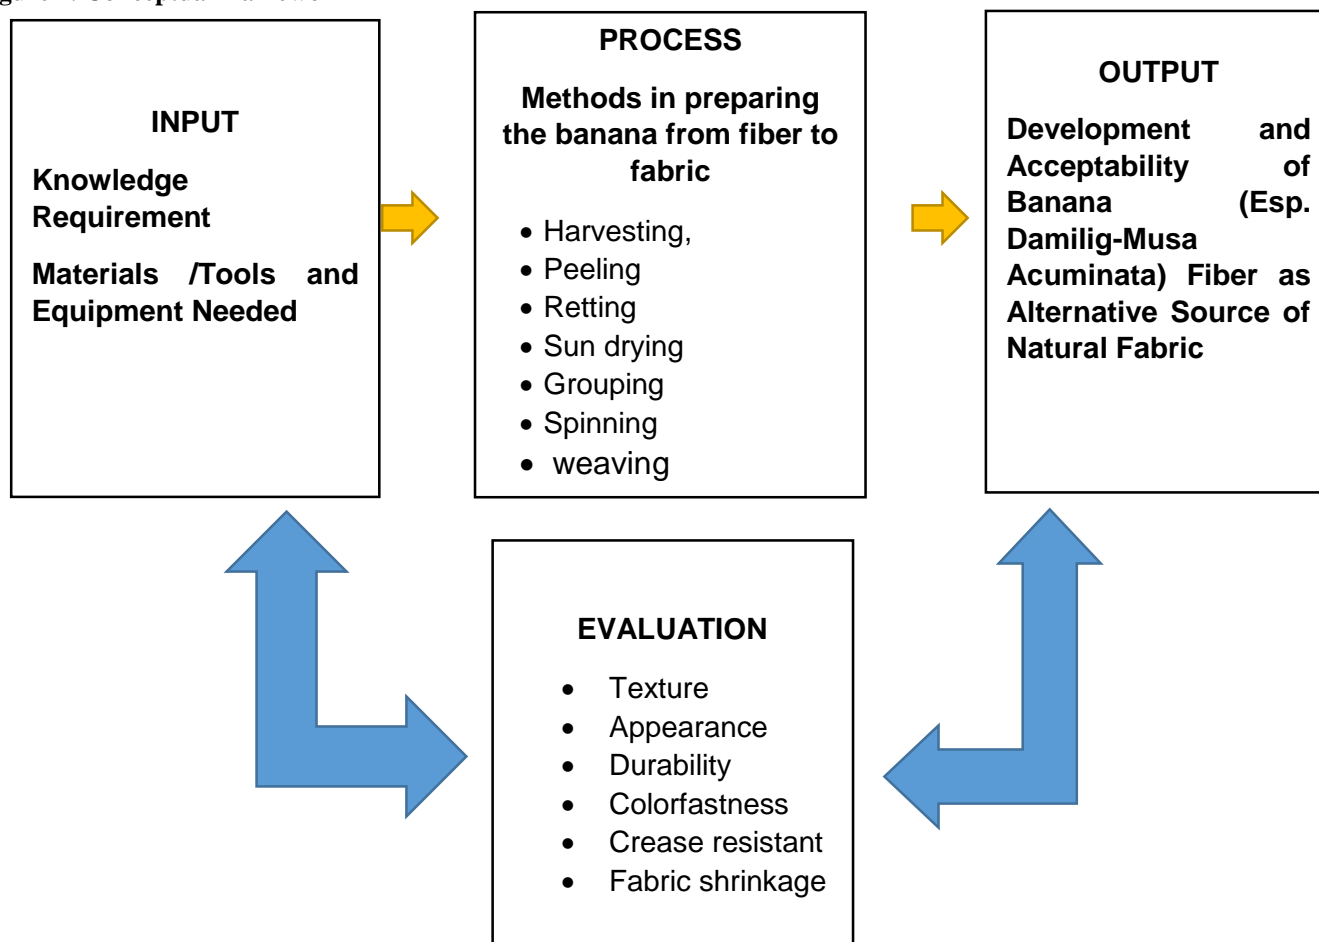 INPUT
Knowledge
Requirement
Materials /Tools and
Equipment Needed
PROCESS
Methods in preparing
the banana from fiber to
fabric
• Harvesting,
• Peeling
• Retting
• Sun drying
• Grouping
• Spinning
• weaving
OUTPUT
Development and
Acceptability of
Banana (Esp.
Damilig-Musa
Acuminata) Fiber as
Alternative Source of
Natural Fabric
EVALUATION
• Texture
• Appearance
• Durability
• Colorfastness
• Crease resistant
• Fabric shrinkage